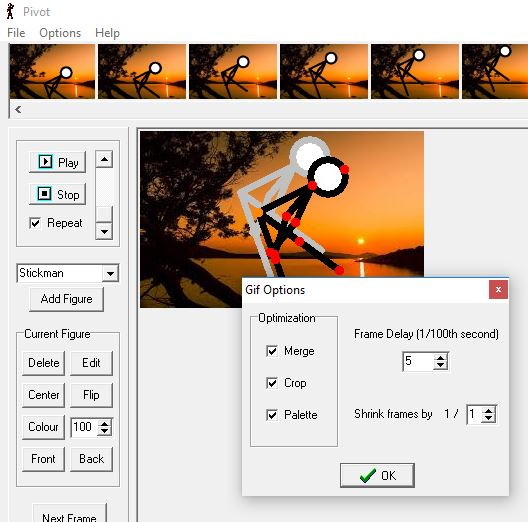 Pivot
File Options Help
Play
Stop
Repeat
Stickman
Add Figure
Current Figure
Delete Edit
Center Flip
Colour 100
Front Back
Next Frame
Gif Options
Optimization
Merge
Crop
Palette
Frame Delay (1/100th second)
5
Shrink frames by 1 / 1
OK